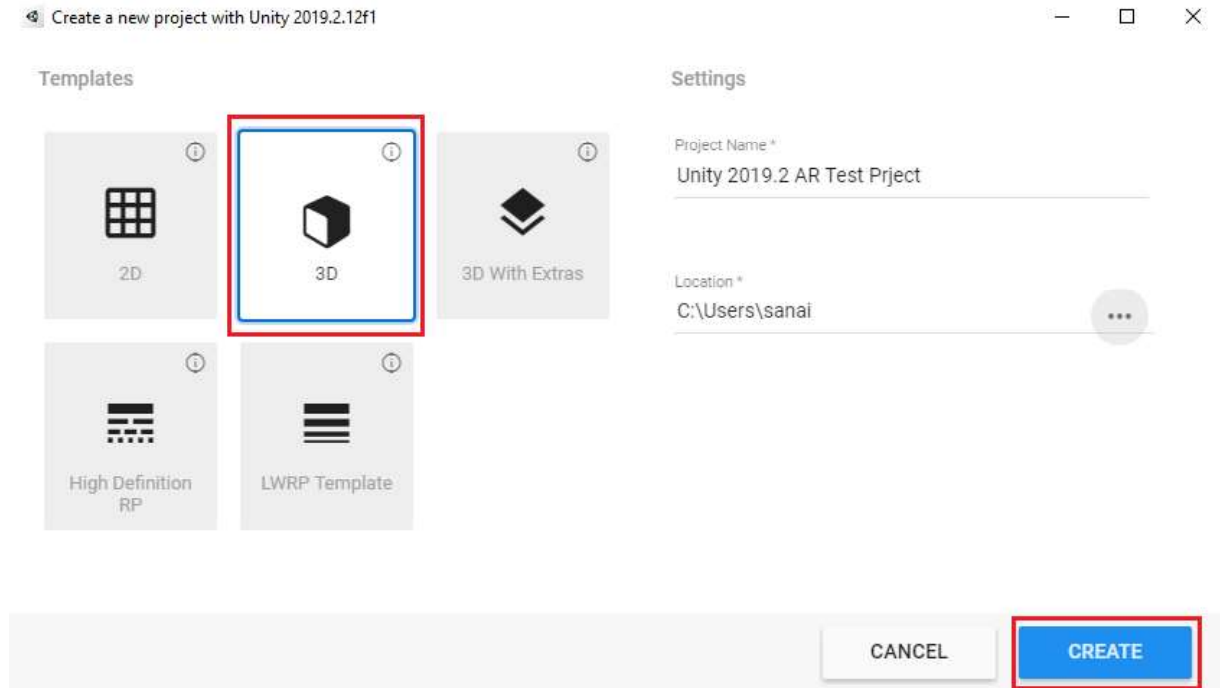 Create a new project with Unity 2019.2.12f1
Templates
2D
3D
3D With Extras
High Definition
RP
LWRP Template
Settings
Project Name *
Unity 2019.2 AR Test Prject
Location *
C:\Users\sanai
CANCEL
CREATE